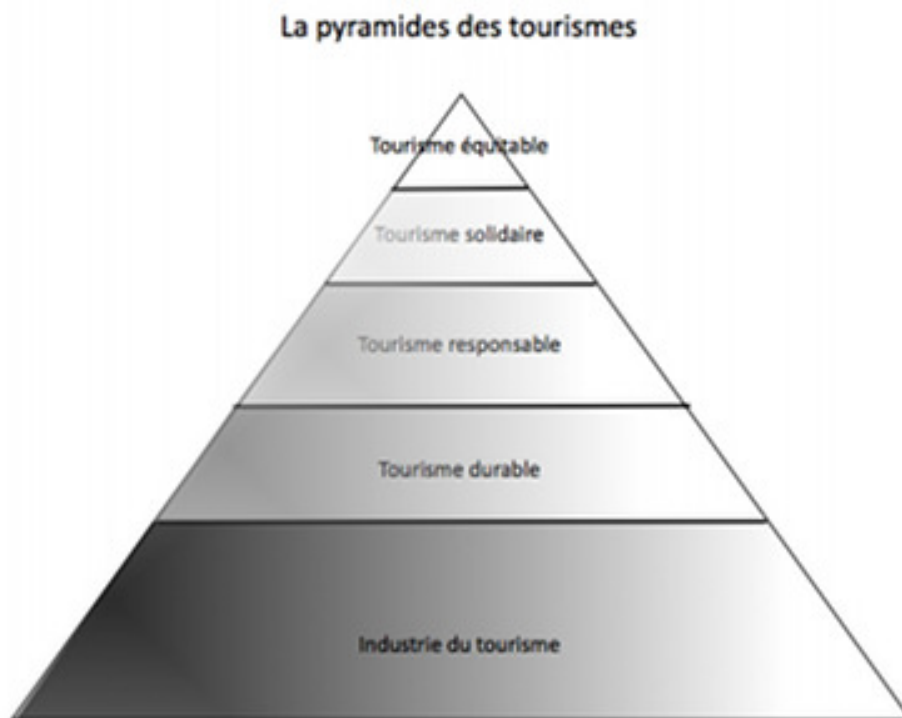 La pyramides des tourismes
Tourisme équitable
Tourisme solidaire
Tourisme responsable
Tourisme durable
Industrie du tourisme